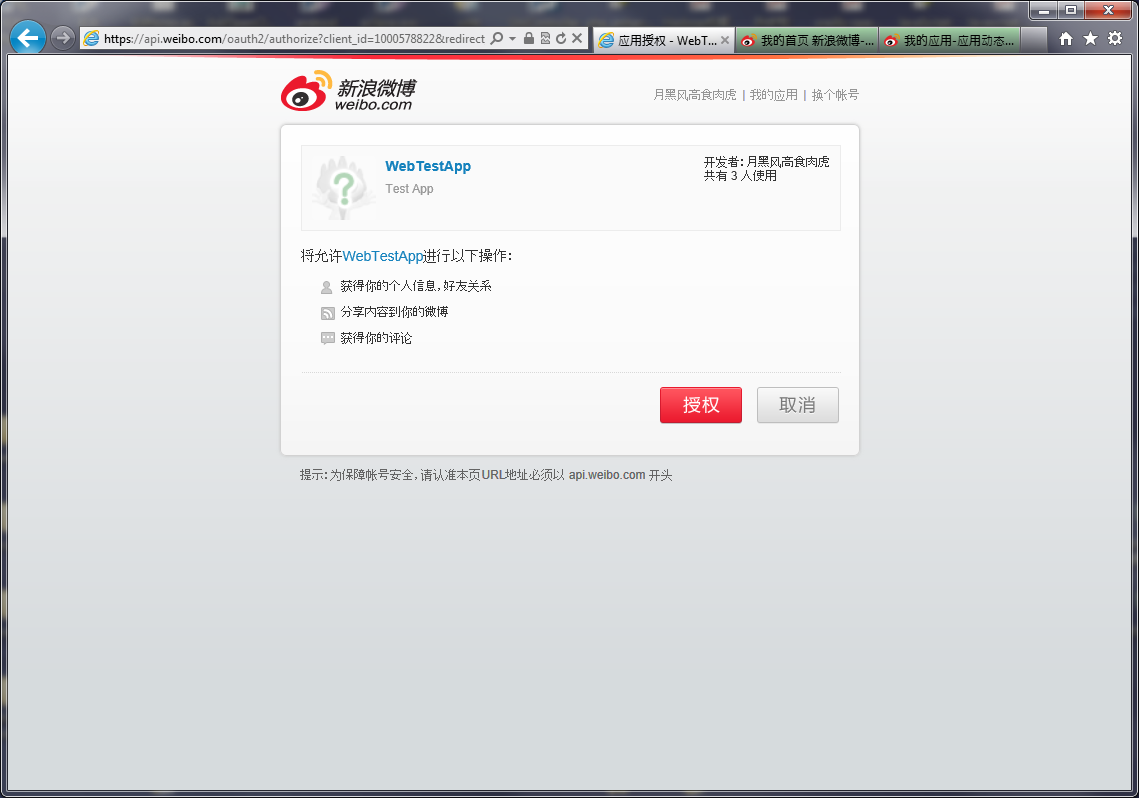 https://api.weibo.com/oauth2/authorize?client_id=1000578822&redirect
应用授权 - WebT...
我的首页 新浪微博-...
我的应用-应用动态...
新浪微博
weibo.com
月黑风高食肉虎 | 我的应用 | 换个帐号
WebTestApp
Test App
开发者: 月黑风高食肉虎
共有 3 人使用
将允许WebTestApp进行以下操作:
获得你的个人信息,好友关系
分享内容到你的微博
获得你的评论
授权
取消
提示: 为保障帐号安全, 请认准本页URL地址必须以 api.weibo.com 开头